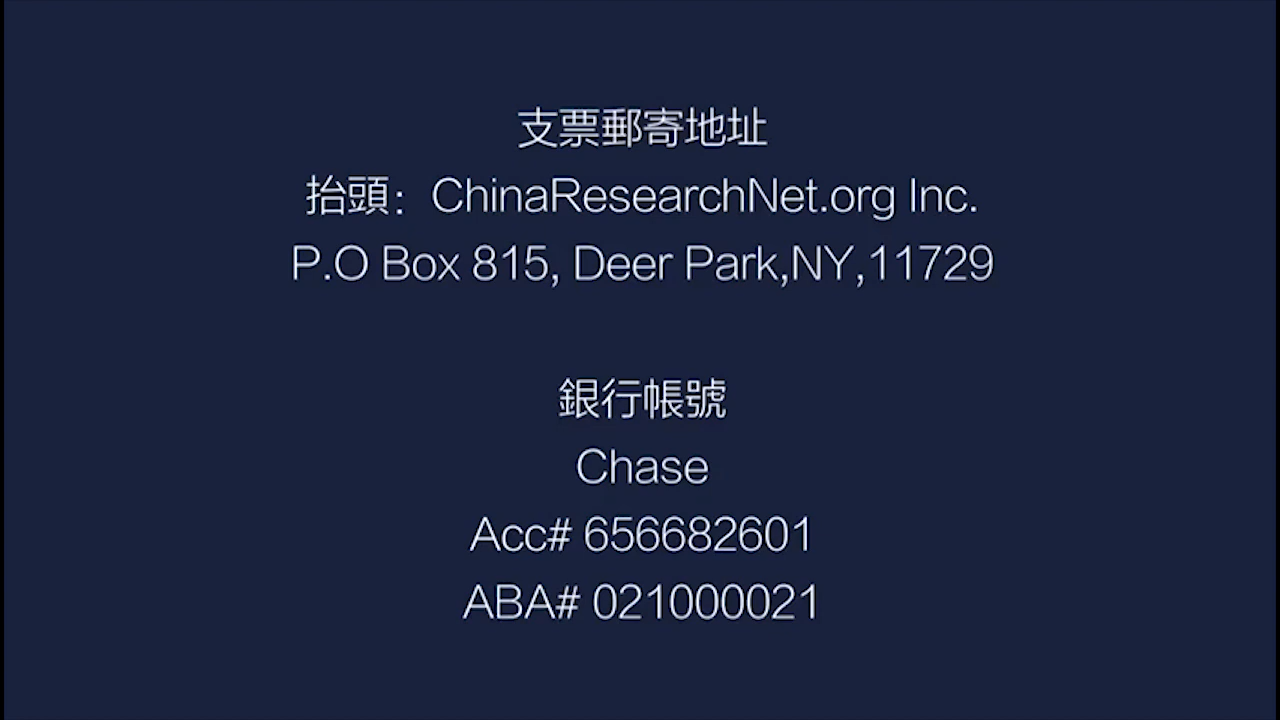 支票郵寄地址
抬頭：ChinaResearchNet.org Inc.
P.O Box 815, Deer Park,NY,11729
銀行帳號
Chase
Acc# 656682601
ABA# 021000021